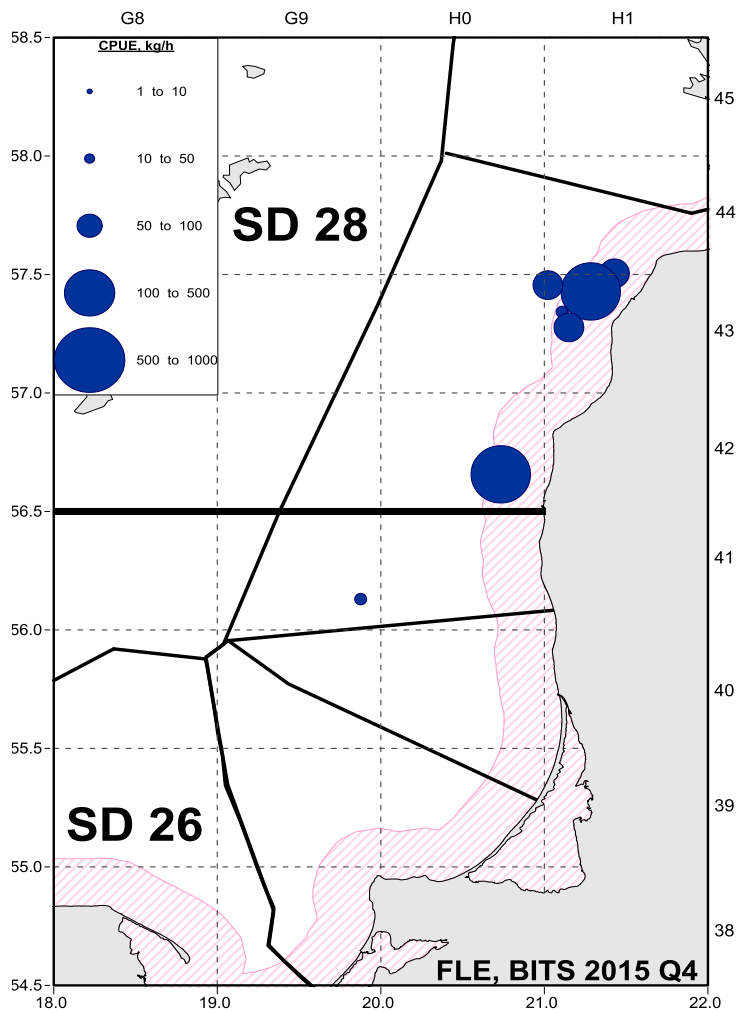 G8 G9 H0 H1
58.5
CPUE, kg/h
1 to 10
45
58.0
10 to 50
44
SD 28
50 to 100
57.5
100 to 500
43
500 to 1000
57.0
42
56.5
41
56.0
40
55.5
39
SD 26
55.0
38
FLE, BITS 2015 Q4
54.5
18.0 19.0 20.0 21.0 22.0